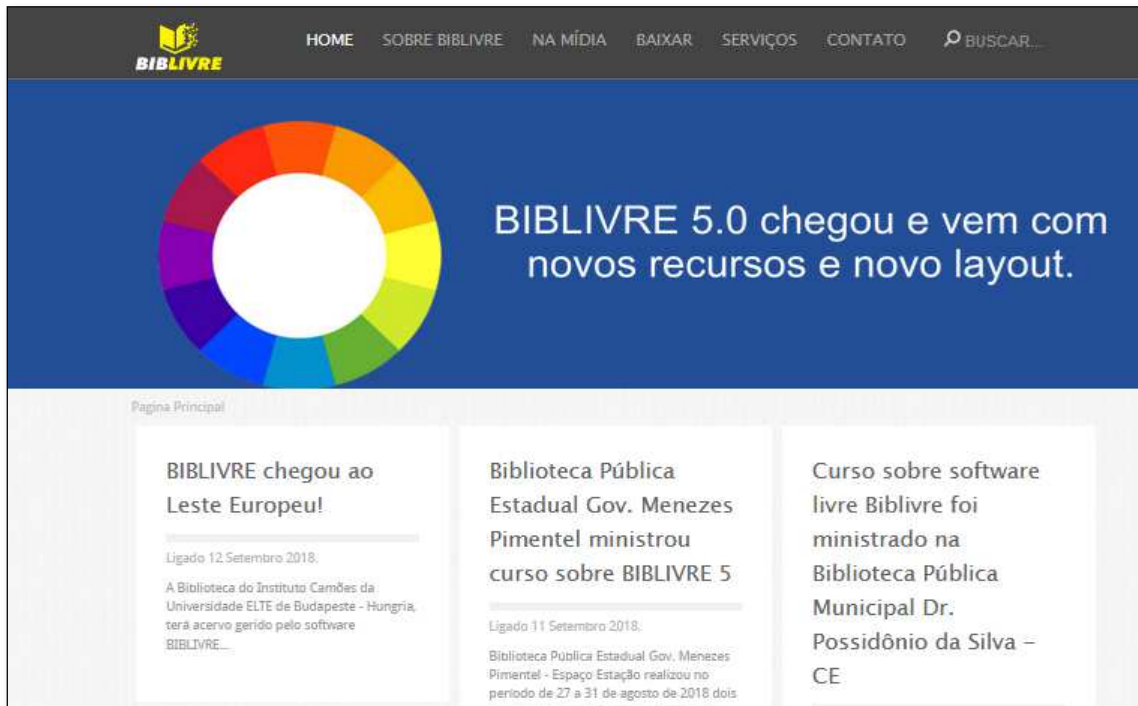 BIBLIVRE
HOME SOBRE BIBLIVRE NA MÍDIA BAIXAR SERVIÇOS CONTATO BUSCAR...
BIBLIVRE 5.0 chegou e vem com
novos recursos e novo layout.
Pagina Principal
BIBLIVRE chegou ao
Leste Europeu!
Ligado 12 Setembro 2018.
A Biblioteca do Instituto Camões da
Universidade ELTE de Budapeste - Hungria,
terá acervo gerido pelo software
BIBLIVRE...
Biblioteca Pública
Estadual Gov. Menezes
Pimentel ministrou
curso sobre BIBLIVRE 5
Ligado 11 Setembro 2018.
Biblioteca Pública Estadual Gov. Menezes
Pimentel - Espaço Estação realizou no
período de 27 a 31 de agosto de 2018 dois
Curso sobre software
livre Biblivre foi
ministrado na
Biblioteca Pública
Municipal Dr.
Possidônio da Silva –
CE